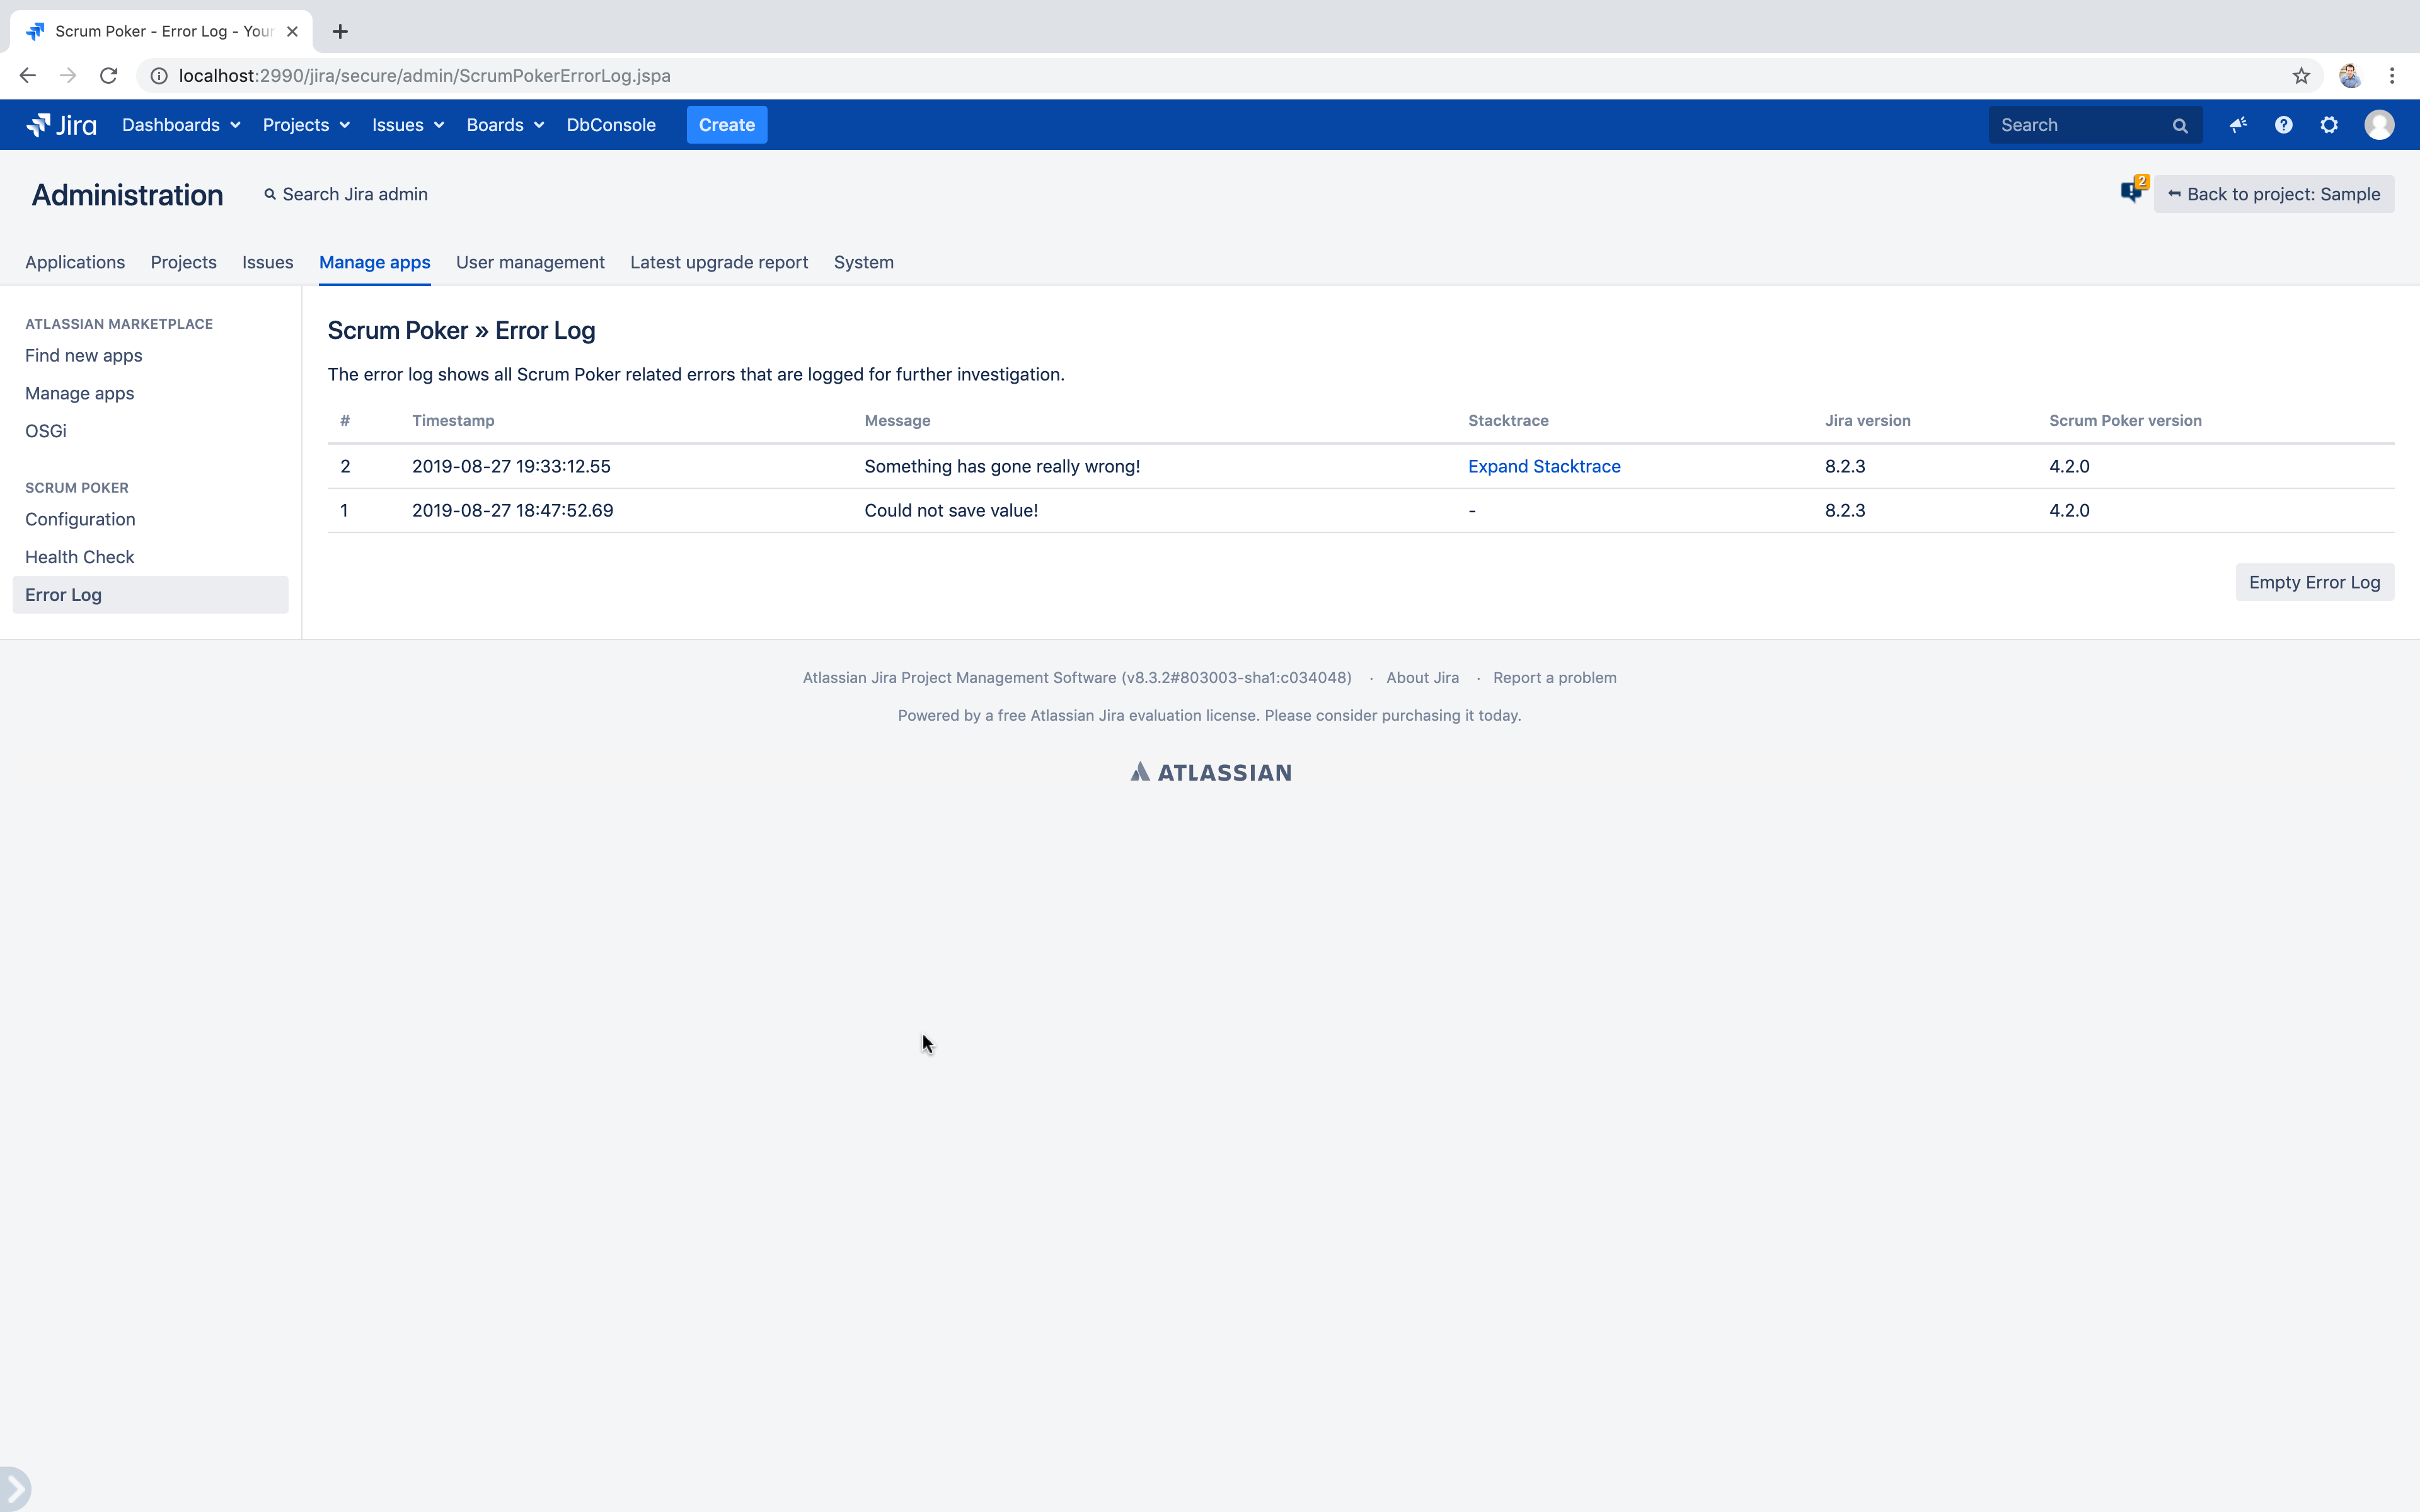 Scrum Poker - Error Log - Your
localhost:2990/jira/secure/admin/ScrumPokerErrorLog.jspa
Jira Dashboards Projects Issues Boards DbConsole Create Search
Administration Search Jira admin 2 Back to project: Sample
Applications Projects Issues Manage apps User management Latest upgrade report System
ATLASSIAN MARKETPLACE
Find new apps
Manage apps
OSGi
SCRUM POKER
Configuration
Health Check
Error Log
Scrum Poker » Error Log
The error log shows all Scrum Poker related errors that are logged for further investigation.
# Timestamp Message Stacktrace Jira version Scrum Poker version
2 2019-08-27 19:33:12.55 Something has gone really wrong! Expand Stacktrace 8.2.3 4.2.0
1 2019-08-27 18:47:52.69 Could not save value! - 8.2.3 4.2.0
Empty Error Log
Atlassian Jira Project Management Software (v8.3.2#803003-sha1:c034048) · About Jira · Report a problem
Powered by a free Atlassian Jira evaluation license. Please consider purchasing it today.
ATLASSIAN